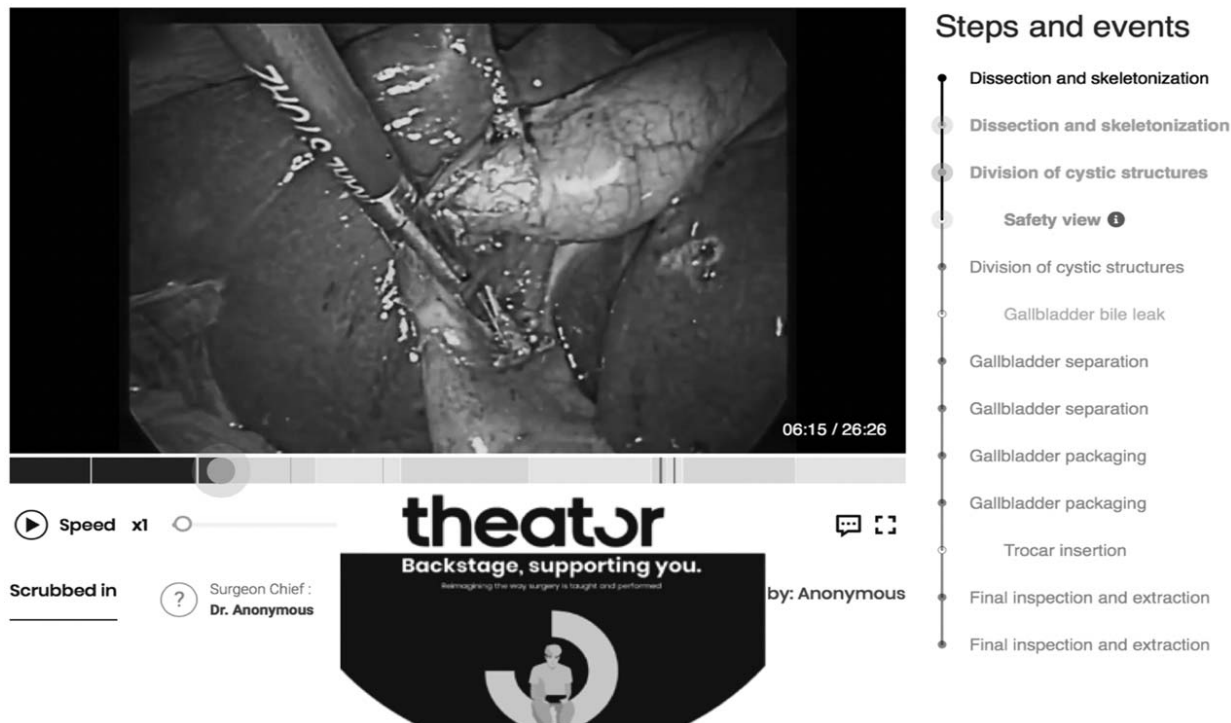 06:15 / 26:26
Speed x1
theator
Backstage, supporting you.
Reimagining the way surgery is taught and performed
Scrubbed in
?
Surgeon Chief :
Dr. Anonymous
by: Anonymous
Steps and events
Dissection and skeletonization
Dissection and skeletonization
Division of cystic structures
Safety view
Division of cystic structures
Gallbladder bile leak
Gallbladder separation
Gallbladder separation
Gallbladder packaging
Gallbladder packaging
Trocar insertion
Final inspection and extraction
Final inspection and extraction